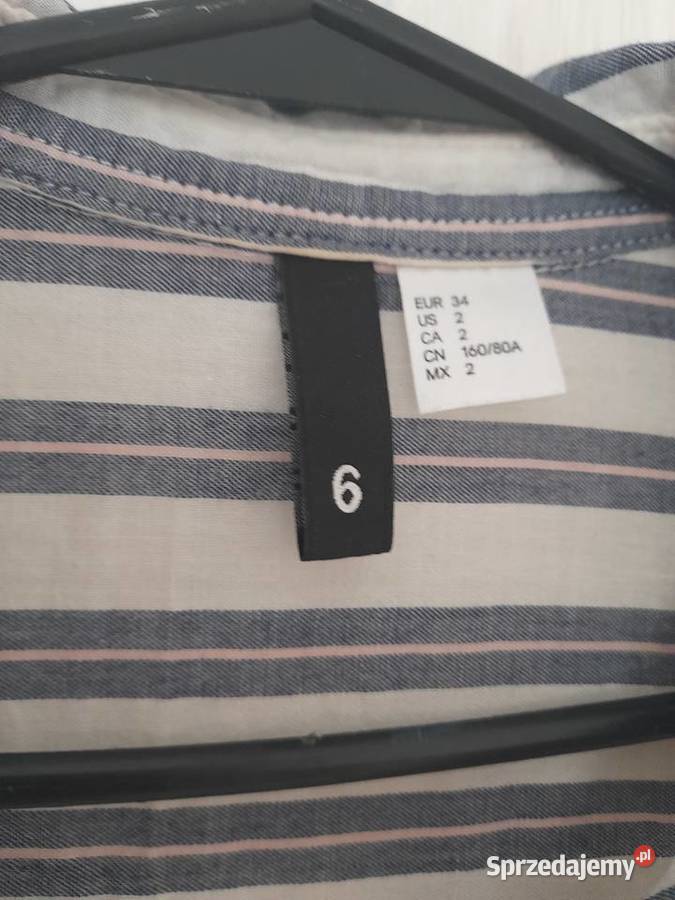 EUR 34
US 2
CA 2
CN 160/80A
MX 2
6
Sprzedajemy.pl